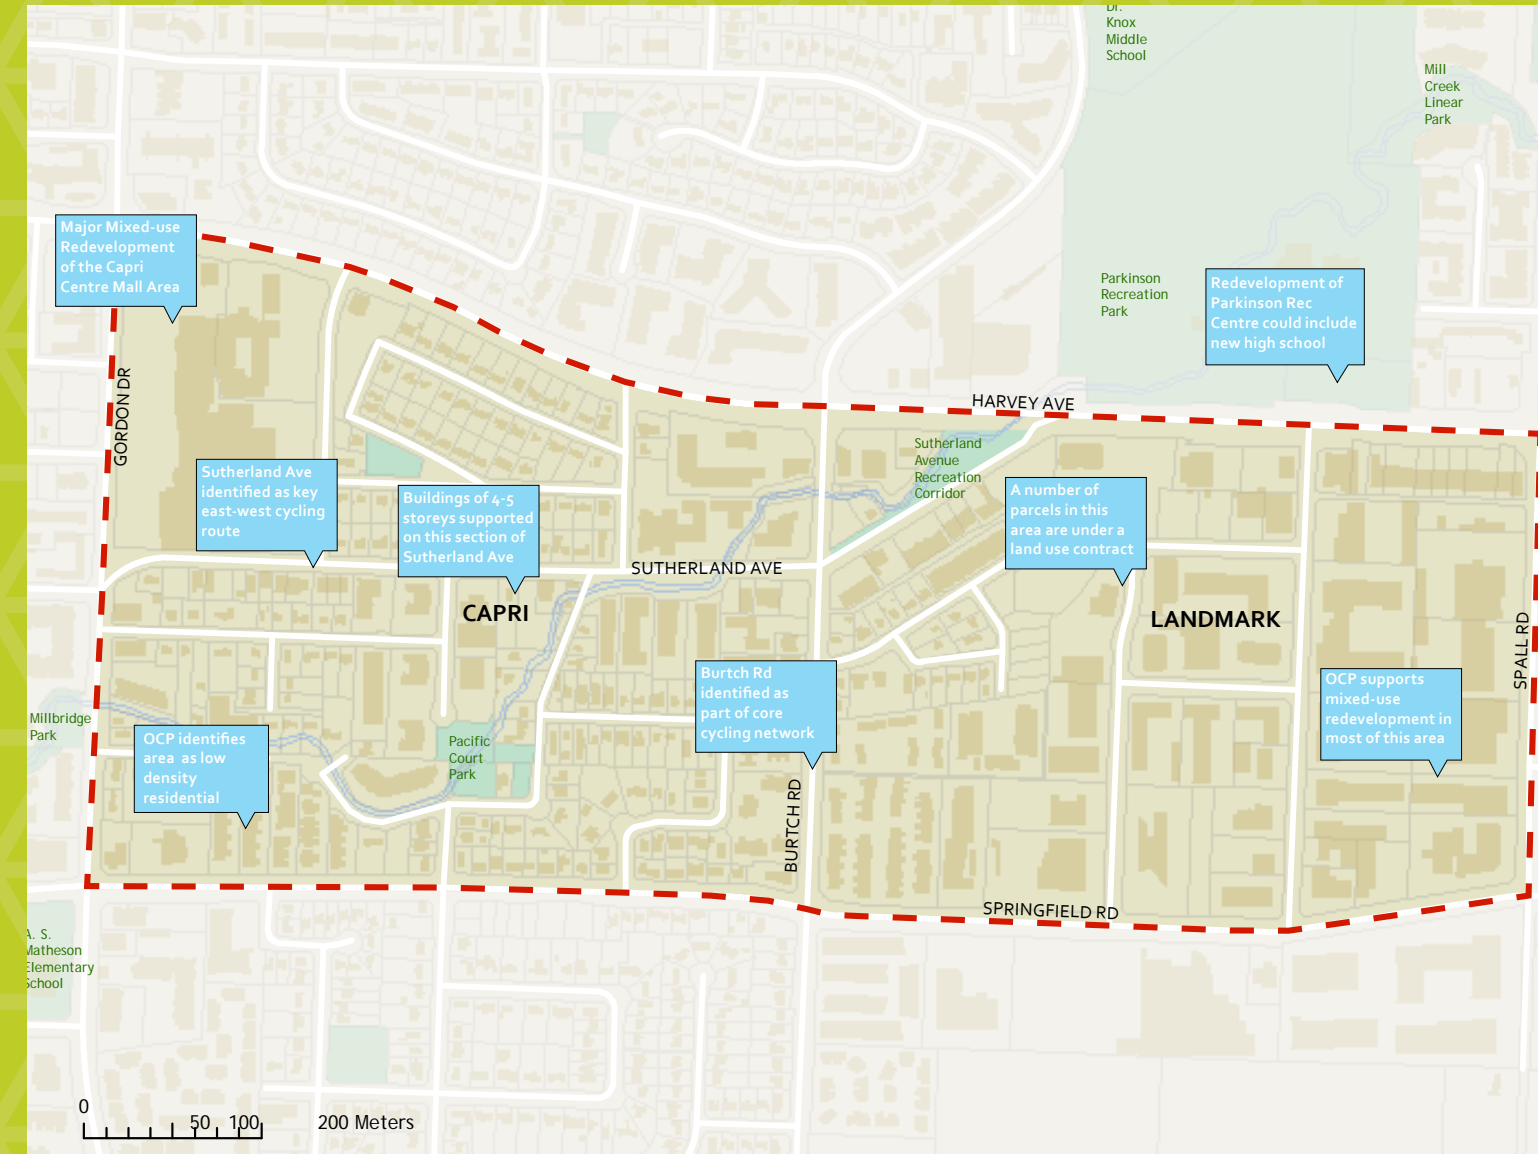 Dr.
Knox
Middle
School
Mill
Creek
Linear
Park
Major Mixed-use
Redevelopment
of the Capri
Centre Mall Area
Parkinson
Recreation
Park
Redevelopment of
Parkinson Rec
Centre could include
new high school
GORDON DR
HARVEY AVE
Sutherland
Avenue
Recreation
Corridor
Sutherland Ave
identified as key
east-west cycling
route
Buildings of 4-5
storeys supported
on this section of
Sutherland Ave
A number of
parcels in this
area are under a
land use contract
SUTHERLAND AVE
CAPRI
LANDMARK
SPALL RD
Burtch Rd
identified as
part of core
cycling network
OCP supports
mixed-use
redevelopment in
most of this area
Millbridge
Park
OCP identifies
area as low
density
residential
Pacific
Court
Park
BURTCH RD
SPRINGFIELD RD
A. S.
Matheson
Elementary
School
0
50 100 200 Meters